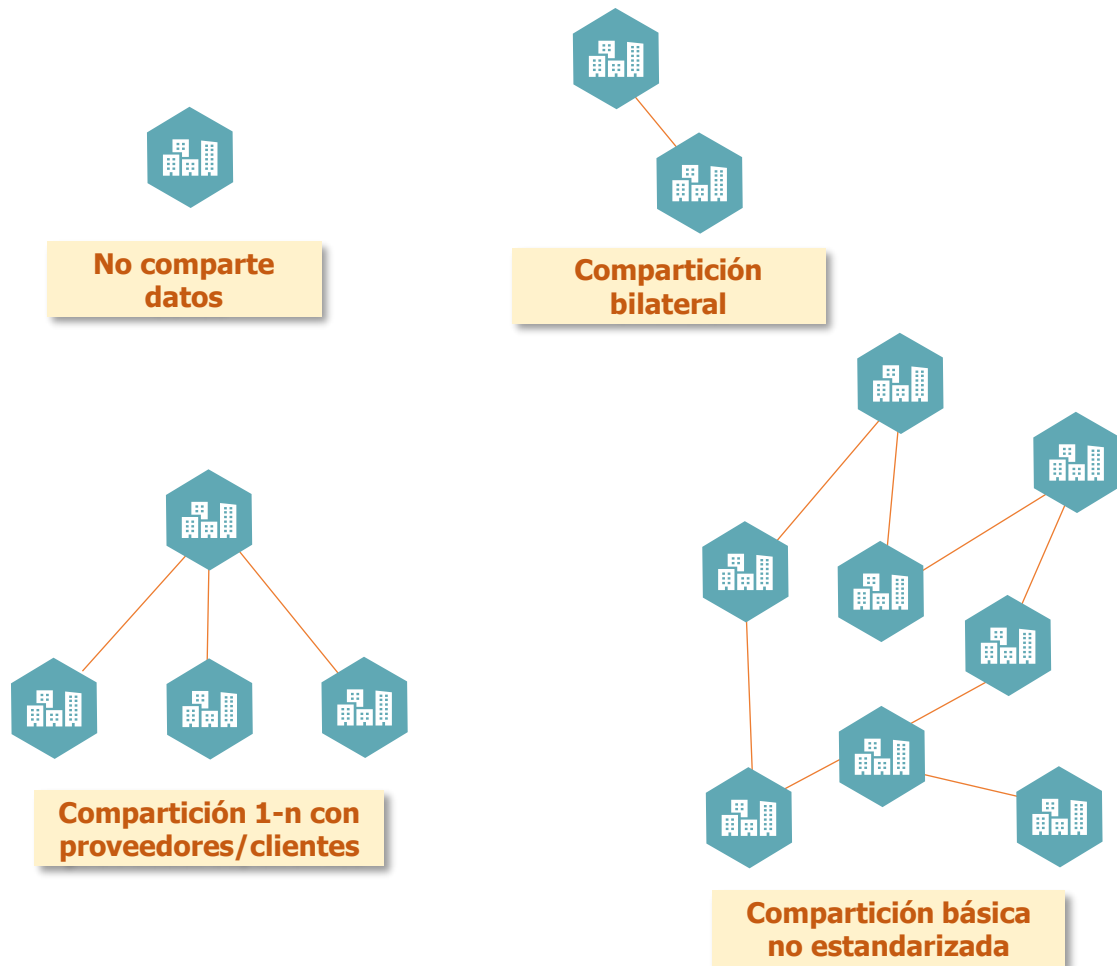 No comparte
datos
Compartición
bilateral
Compartición 1-n con
proveedores/clientes
Compartición básica
no estandarizada